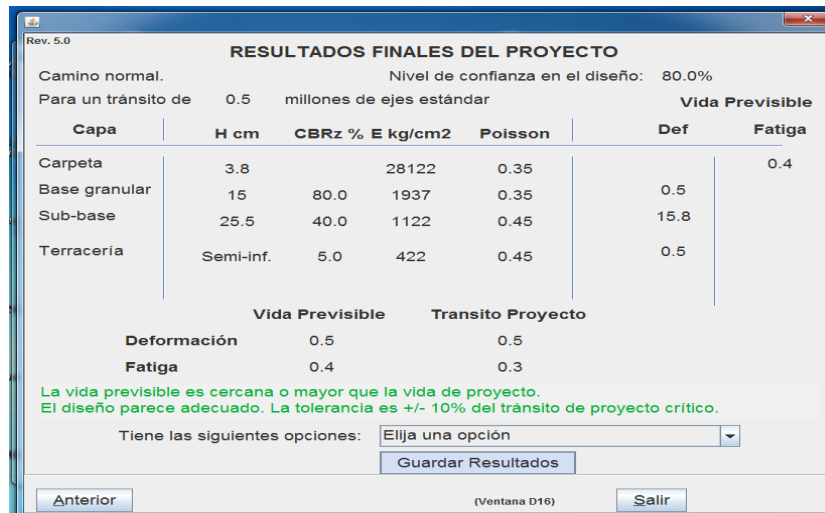 Rev. 5.0
RESULTADOS FINALES DEL PROYECTO
Camino normal. Nivel de confianza en el diseño: 80.0%
Para un tránsito de 0.5 millones de ejes estándar Vida Previsible
Capa H cm CBRz % E kg/cm2 Poisson Def Fatiga
Carpeta 3.8 28122 0.35 0.4
Base granular 15 80.0 1937 0.35 0.5
Sub-base 25.5 40.0 1122 0.45 15.8
Terracería Semi-inf. 5.0 422 0.45 0.5
Vida Previsible Transito Proyecto
Deformación 0.5 0.5
Fatiga 0.4 0.3
La vida previsible es cercana o mayor que la vida de proyecto.
El diseño parece adecuado. La tolerancia es +/- 10% del tránsito de proyecto crítico.
Tiene las siguientes opciones: Elija una opción
Guardar Resultados
Anterior (Ventana D16) Salir